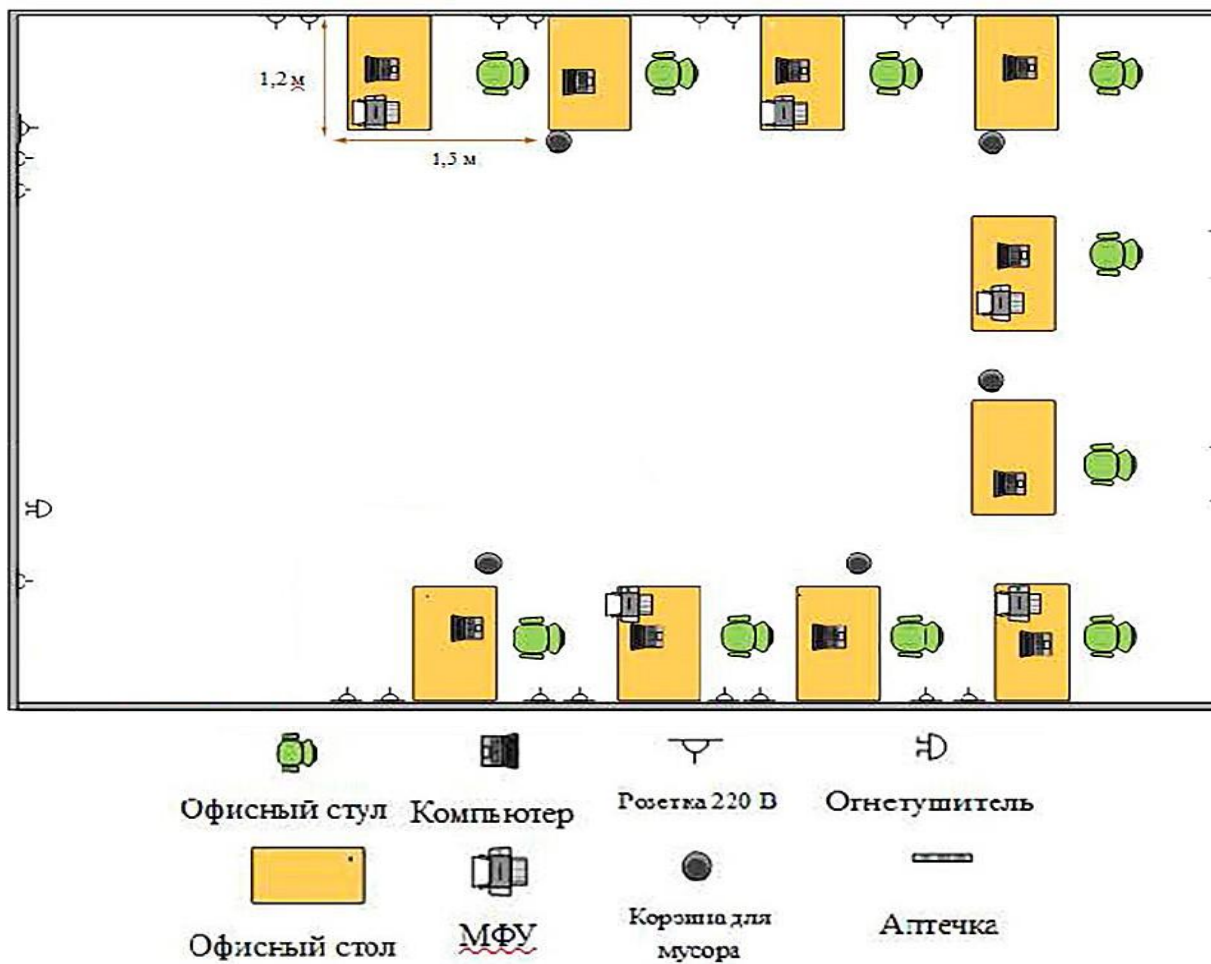 1,2 м
1,5 м
Офисный стул
Компьютер
Розетка 220 В
Огнетушитель
Офисный стол
МФУ
Корзина для
мусора
Аптечка